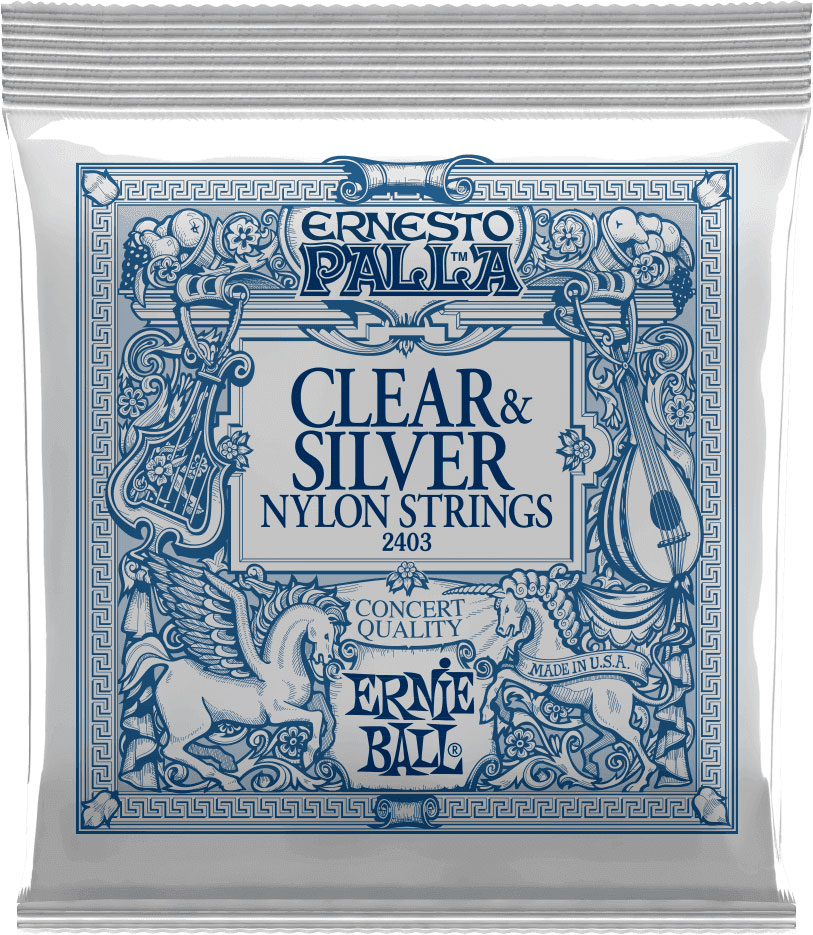 ERNESTO
PALLA™
CLEAR &
SILVER
NYLON STRINGS
2403
CONCERT
QUALITY
MADE IN U.S.A.
ERNIE
BALL®